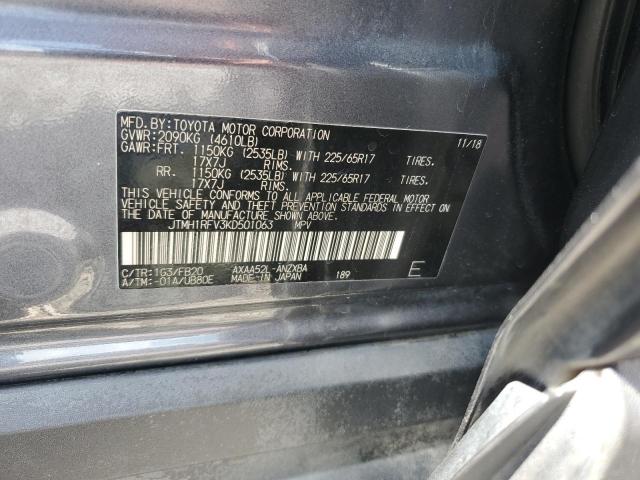 MFD.BY:TOYOTA MOTOR CORPORATION 11/18
GVWR:2090KG (4610LB)
GAWR:FRT. 1150KG (2535LB) WITH 225/65R17 TIRES.
17X7J RIMS.
RR. 1150KG (2535LB) WITH 225/65R17 TIRES.
17X7J RIMS.
THIS VEHICLE CONFORMS TO ALL APPLICABLE FEDERAL MOTOR
VEHICLE SAFETY AND THEFT PREVENTION STANDARDS IN EFFECT ON
THE DATE OF MANUFACTURE SHOWN ABOVE.
JTMH1RFV3KD501063 MPV
C/TR:1G3/FB20 AXAA52L-ANZXBA
A/TM:-01A/UB80E MADE IN JAPAN 189 E